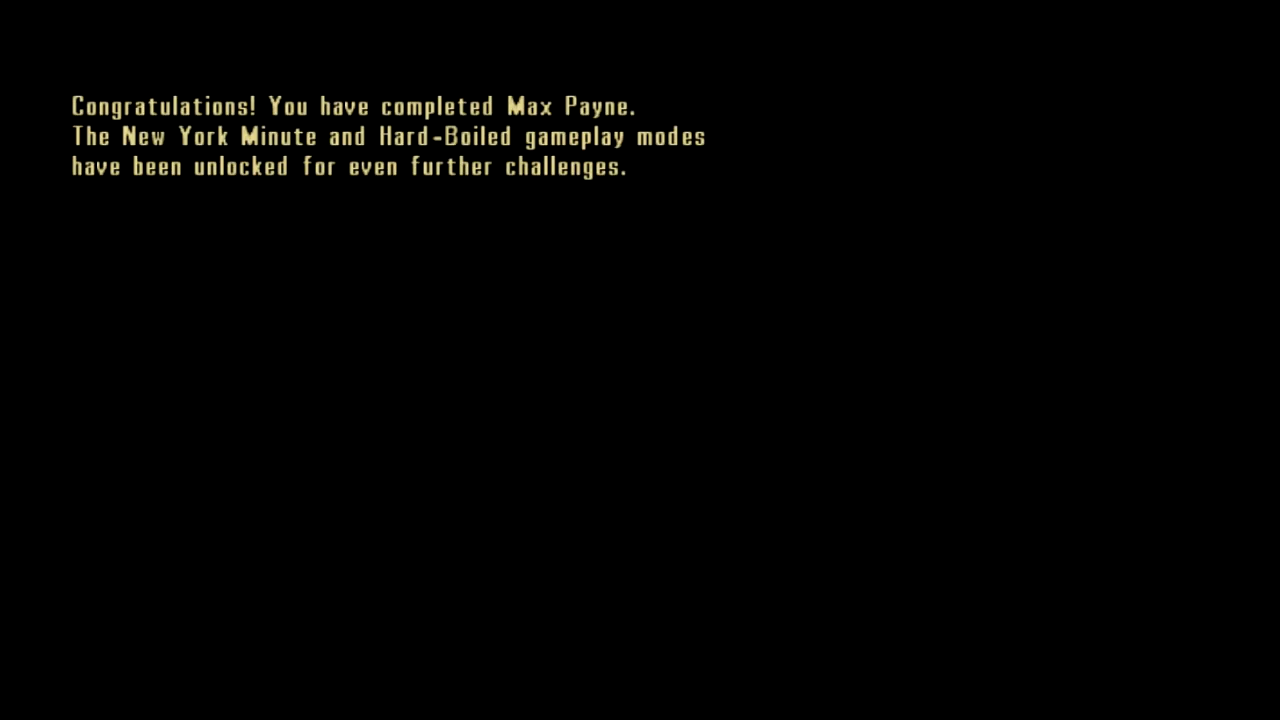 Congratulations! You have completed Max Payne.
The New York Minute and Hard-Boiled gameplay modes
have been unlocked for even further challenges.